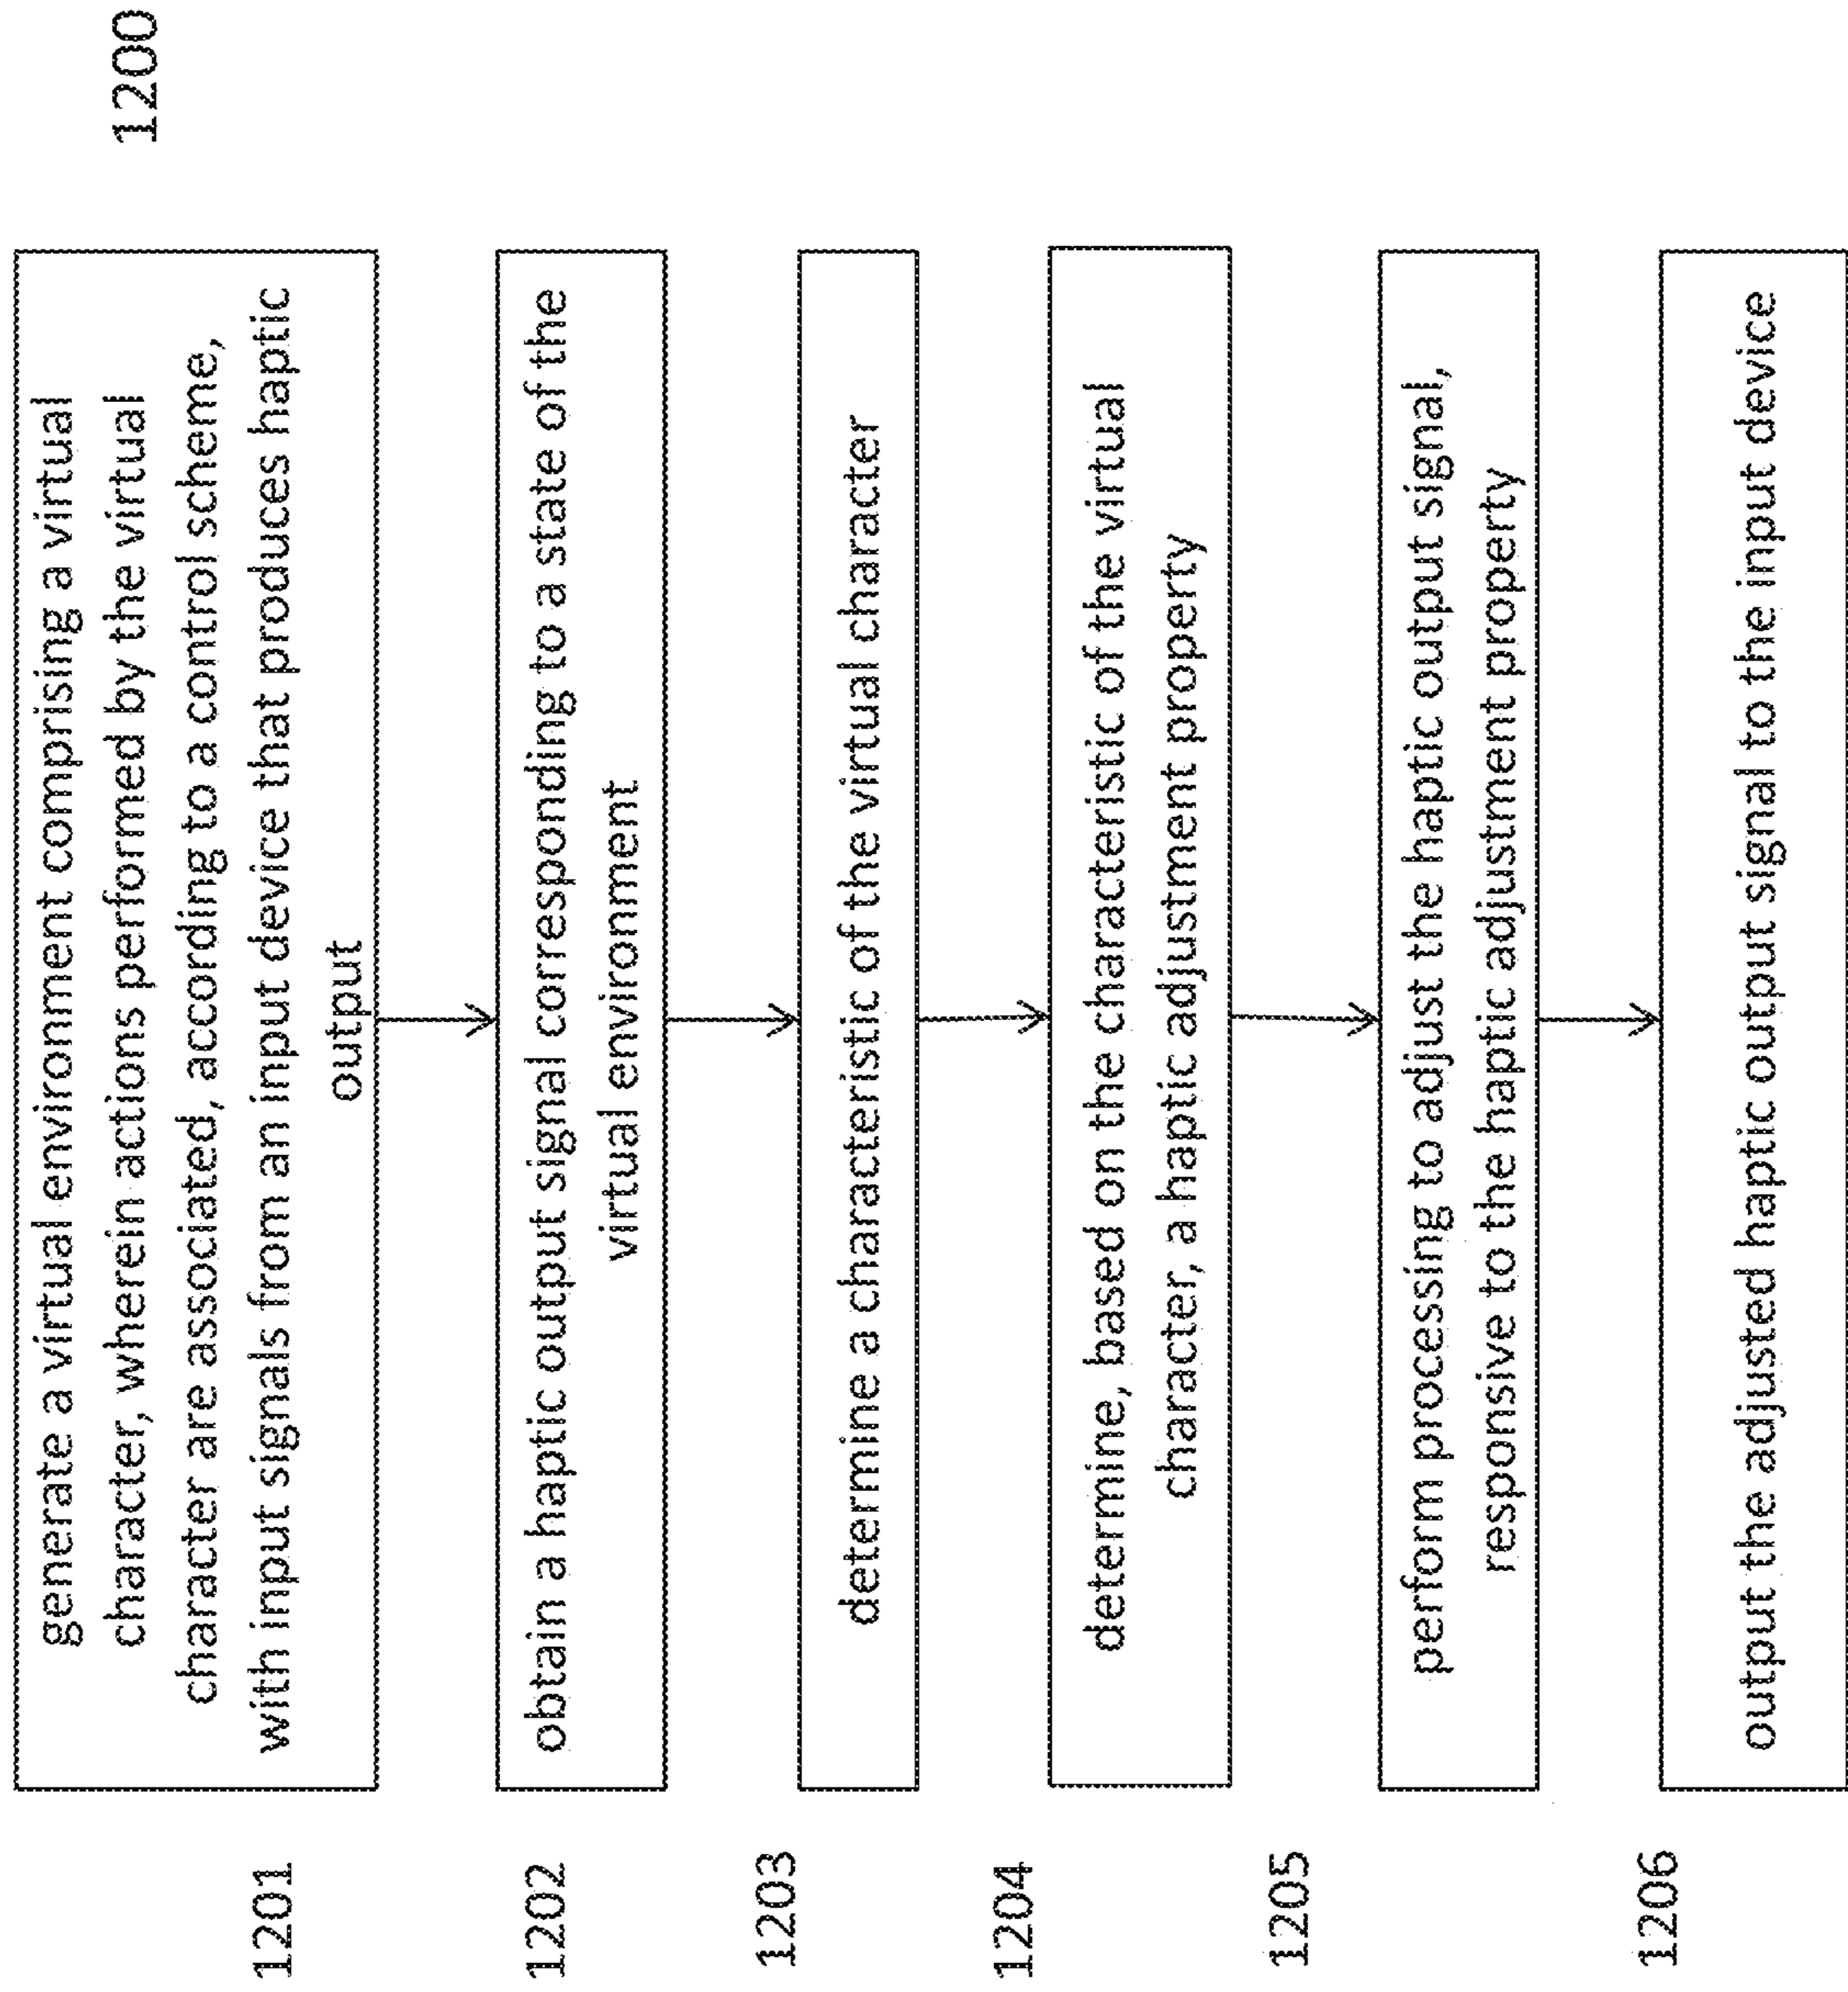 1200
1201
generate a virtual environment comprising a virtual
character, wherein actions performed by the virtual
character are associated, according to a control scheme,
with input signals from an input device that produces haptic
output
1202
obtain a haptic output signal corresponding to a state of the
virtual environment
1203
determine a characteristic of the virtual character
1204
determine, based on the characteristic of the virtual
character, a haptic adjustment property
1205
perform processing to adjust the haptic output signal,
responsive to the haptic adjustment property
1206
output the adjusted haptic output signal to the input device